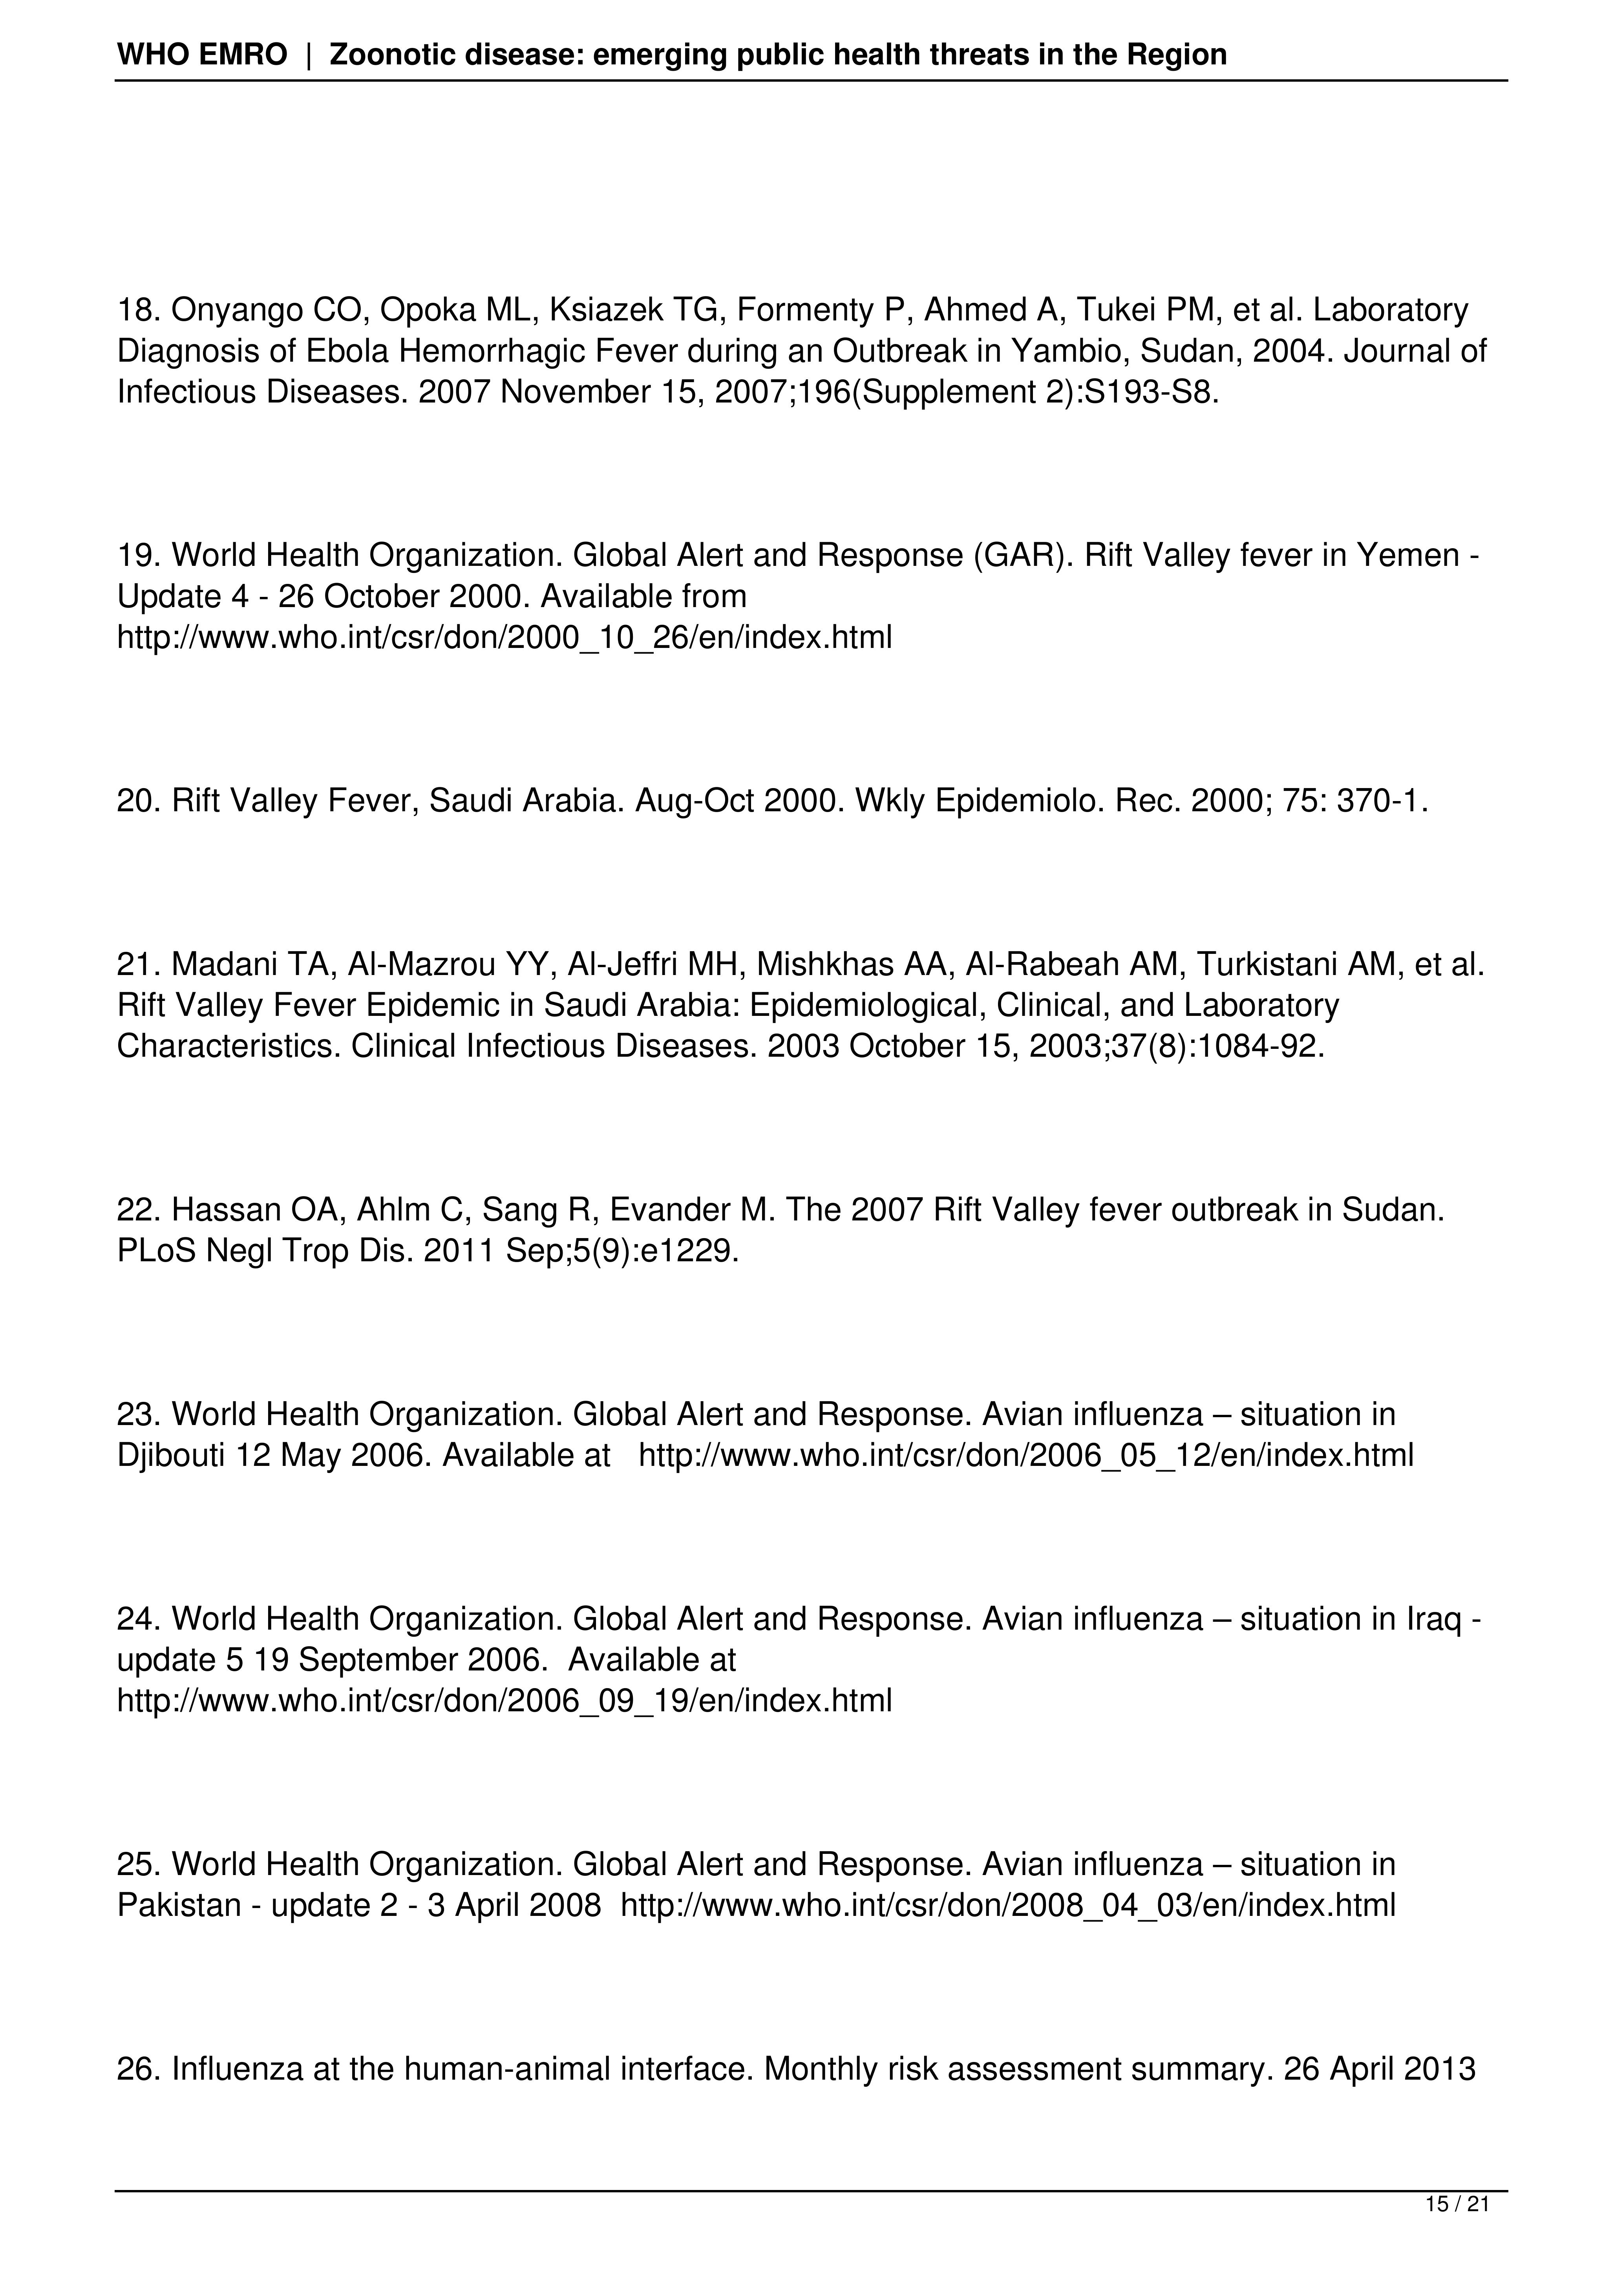 WHO EMRO | Zoonotic disease: emerging public health threats in the Region
18. Onyango CO, Opoka ML, Ksiazek TG, Formenty P, Ahmed A, Tukei PM, et al. Laboratory
Diagnosis of Ebola Hemorrhagic Fever during an Outbreak in Yambio, Sudan, 2004. Journal of
Infectious Diseases. 2007 November 15, 2007;196(Supplement 2):S193-S8.
19. World Health Organization. Global Alert and Response (GAR). Rift Valley fever in Yemen -
Update 4 - 26 October 2000. Available from
http://www.who.int/csr/don/2000_10_26/en/index.html
20. Rift Valley Fever, Saudi Arabia. Aug-Oct 2000. Wkly Epidemiolo. Rec. 2000; 75: 370-1.
21. Madani TA, Al-Mazrou YY, Al-Jeffri MH, Mishkhas AA, Al-Rabeah AM, Turkistani AM, et al.
Rift Valley Fever Epidemic in Saudi Arabia: Epidemiological, Clinical, and Laboratory
Characteristics. Clinical Infectious Diseases. 2003 October 15, 2003;37(8):1084-92.
22. Hassan OA, Ahlm C, Sang R, Evander M. The 2007 Rift Valley fever outbreak in Sudan.
PLoS Negl Trop Dis. 2011 Sep;5(9):e1229.
23. World Health Organization. Global Alert and Response. Avian influenza – situation in
Djibouti 12 May 2006. Available at http://www.who.int/csr/don/2006_05_12/en/index.html
24. World Health Organization. Global Alert and Response. Avian influenza – situation in Iraq -
update 5 19 September 2006. Available at
http://www.who.int/csr/don/2006_09_19/en/index.html
25. World Health Organization. Global Alert and Response. Avian influenza – situation in
Pakistan - update 2 - 3 April 2008 http://www.who.int/csr/don/2008_04_03/en/index.html
26. Influenza at the human-animal interface. Monthly risk assessment summary. 26 April 2013
15 / 21